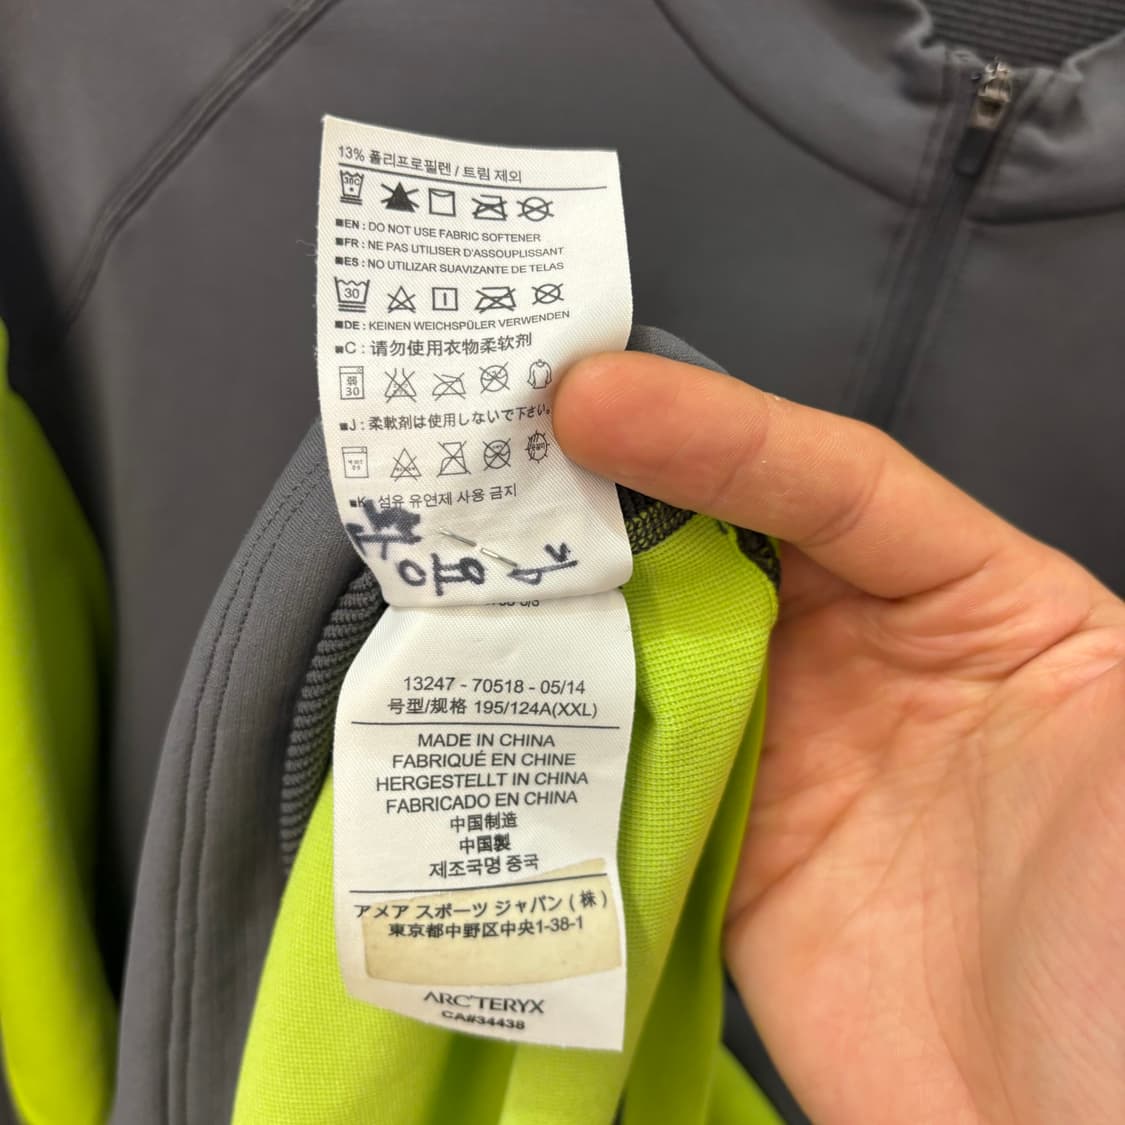 13% 폴리프로필렌 / 트림 제외
30C
■EN : DO NOT USE FABRIC SOFTENER
■FR : NE PAS UTILISER D'ASSOUPLISSANT
■ES : NO UTILIZAR SUAVIZANTE DE TELAS
30
■DE : KEINEN WEICHSPÜLER VERWENDEN
■C : 请勿使用衣物柔软剂
弱
30
■J : 柔軟剤は使用しないで下さい。
■K : 섬유 유연제 사용 금지
13247 - 70518 - 05/14
号型/规格 195/124A(XXL)
MADE IN CHINA
FABRIQUÉ EN CHINE
HERGESTELLT IN CHINA
FABRICADO EN CHINA
中国制造
中国製
제조국명 중국
アメア スポーツ ジャパン ( 株 )
東京都中野区中央1-38-1
ARC'TERYX
CA#34438